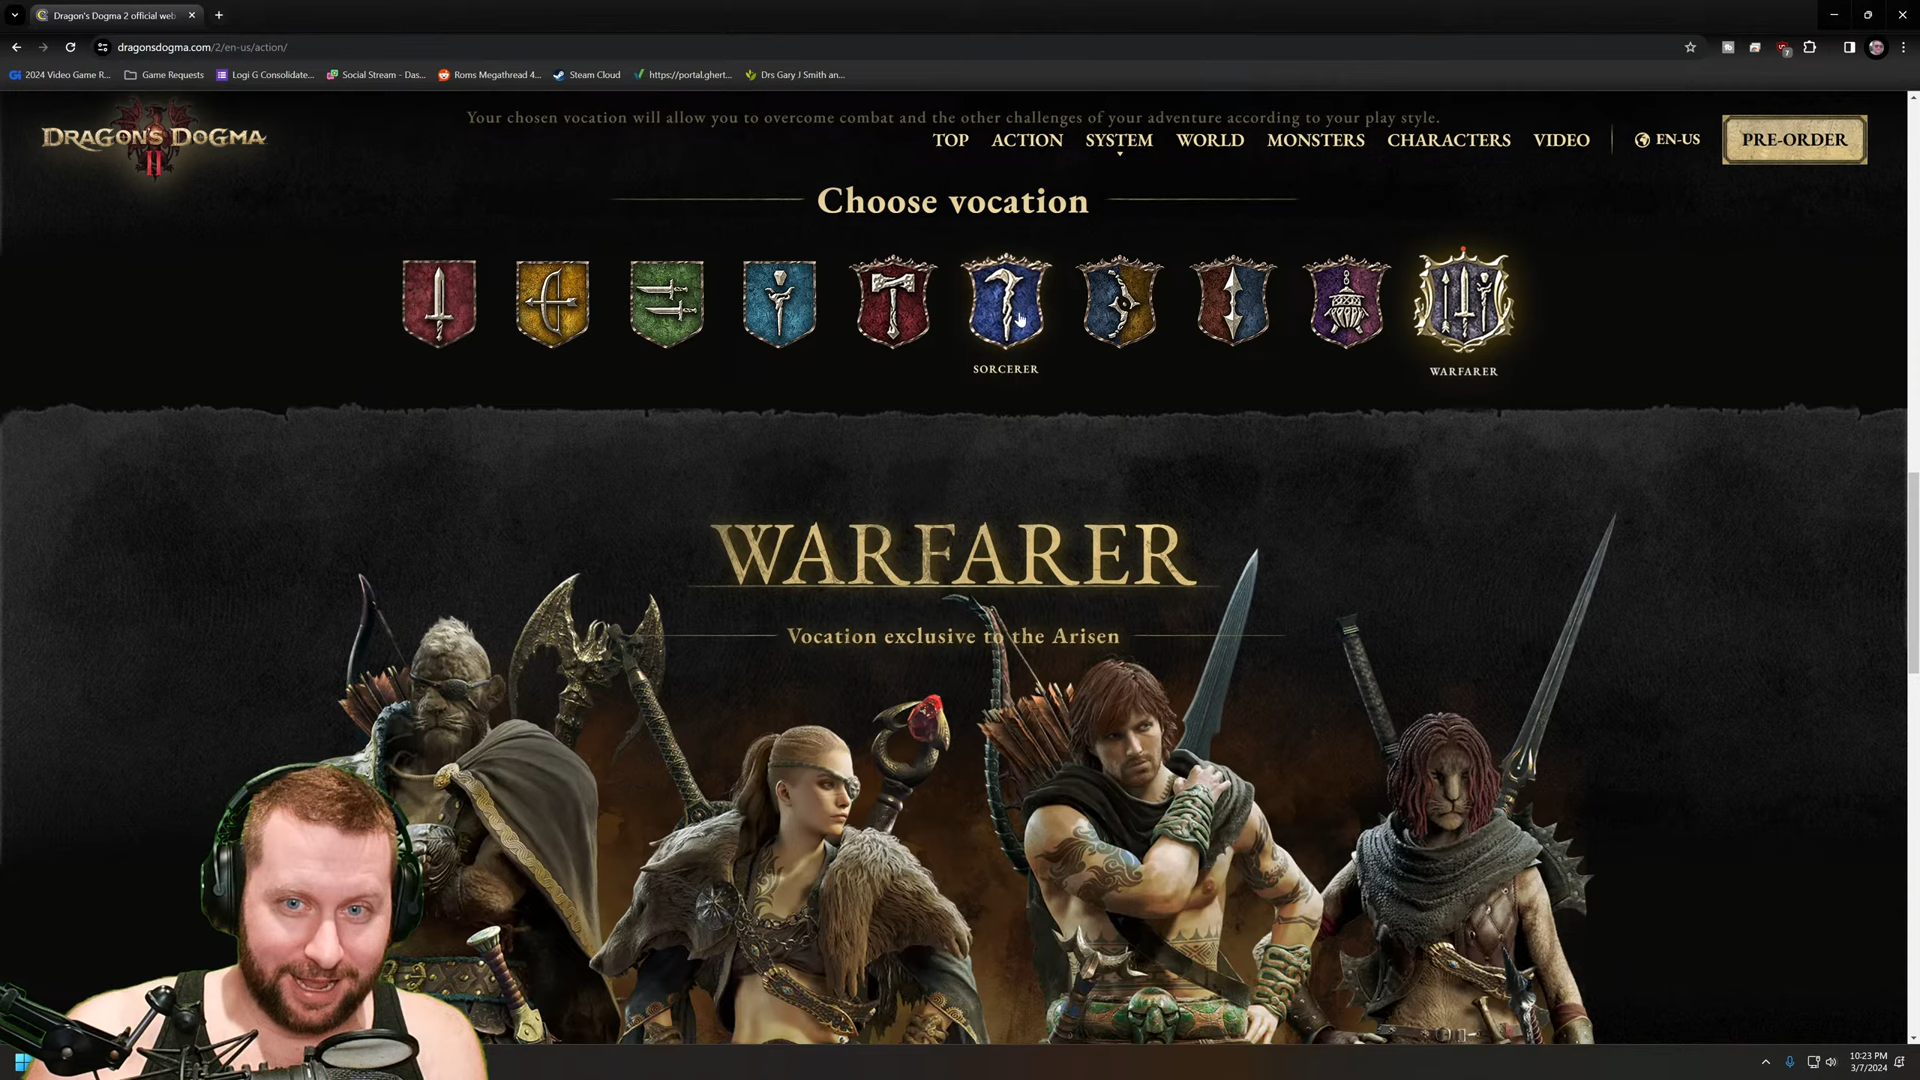 Dragon's Dogma 2 official web
dragonsdogma.com/2/en-us/action/
2024 Video Game R...
Game Requests
Logi G Consolidate...
Social Stream - Das...
Roms Megathread 4...
Steam Cloud
https://portal.ghert...
Drs Gary J Smith an...
7
Your chosen vocation will allow you to overcome combat and the other challenges of your adventure according to your play style.
DRAGON'S DOGMA
II
TOP
ACTION
SYSTEM
WORLD
MONSTERS
CHARACTERS
VIDEO
EN-US
PRE-ORDER
Choose vocation
SORCERER
WARFARER
WARFARER
Vocation exclusive to the Arisen
10:23 PM
3/7/2024